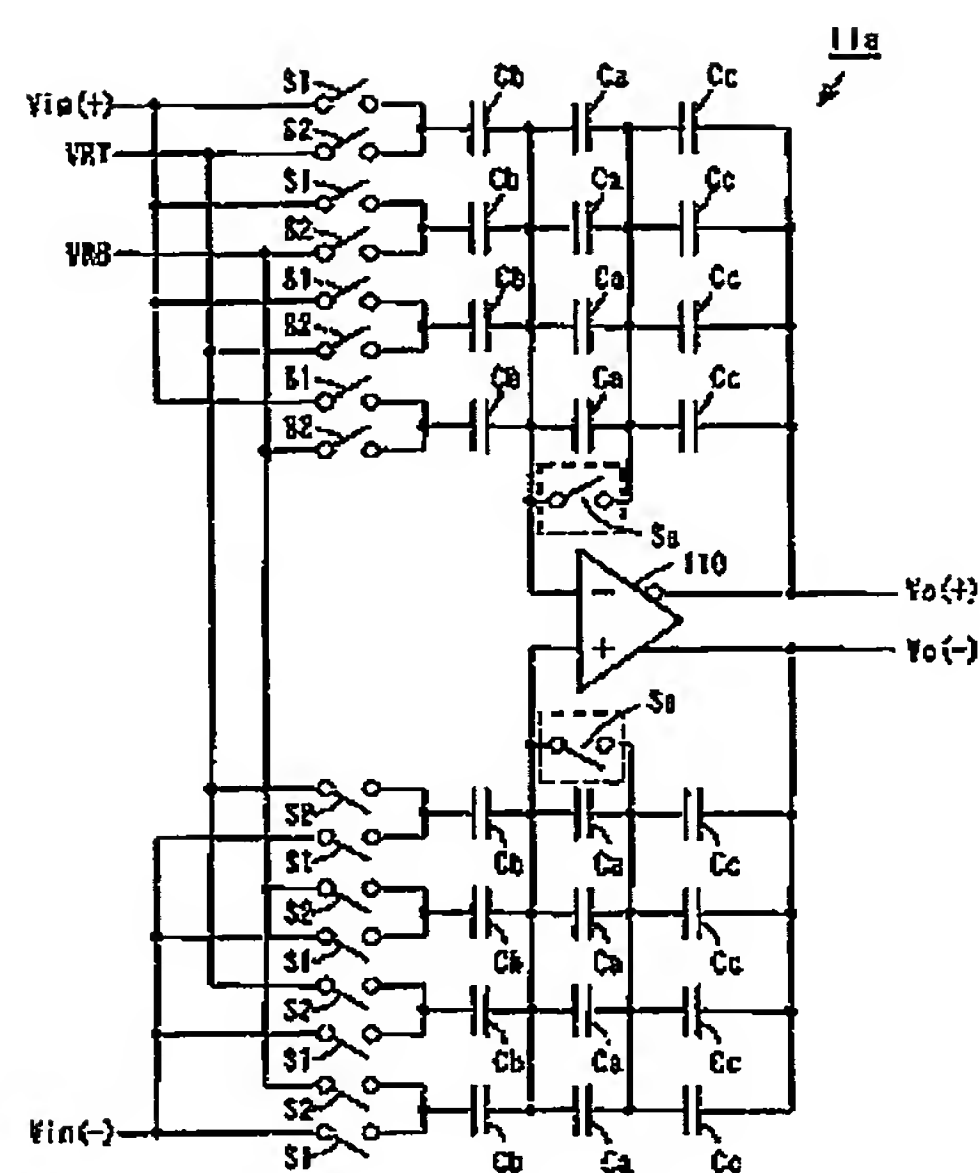 11a
S1 Cb Ca Cc
Vin(+)
S2
VRT
S1 Cb Ca Cc
S2
VRB
S1 Cb Ca Cc
S2
S1 Cb Ca Cc
S2
Sa
110
−
Vo(+)
+
Vo(-)
Sa
S2
S1 Cb Ca Cc
S2
S1 Cb Ca Cc
S2
S1 Cb Ca Cc
S2
Vin(-)
S1 Cb Ca Cc